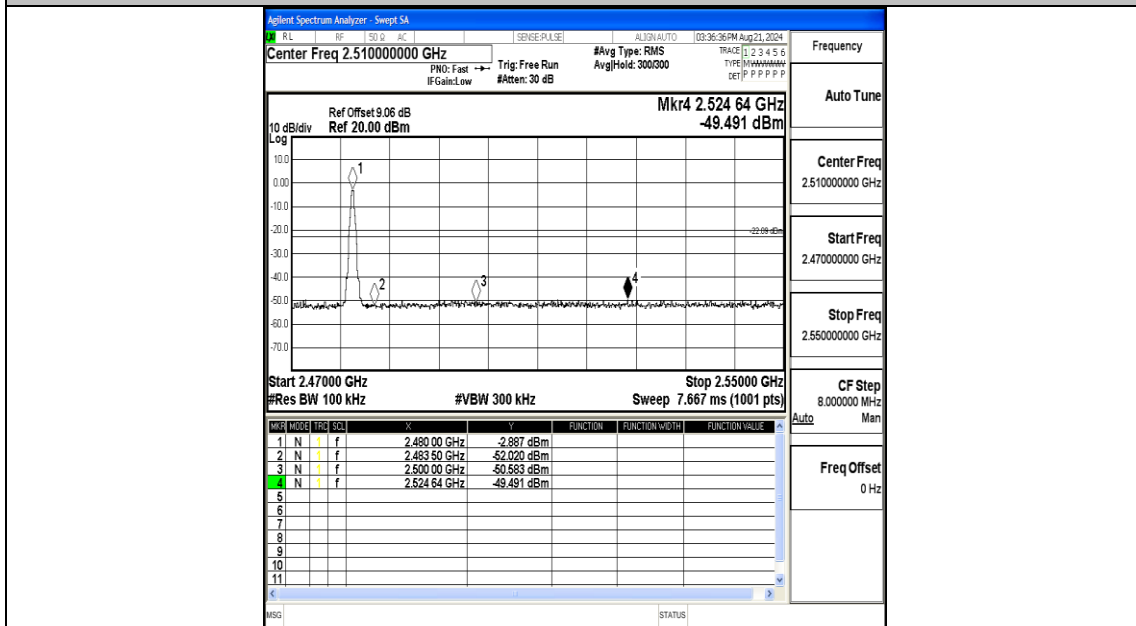 Agilent Spectrum Analyzer - Swept SA
RL RF 50 Ω AC SENSE:PULSE ALIGN AUTO 03:36:36 PM Aug 21, 2024
Center Freq 2.510000000 GHz
#Avg Type: RMS
TRACE 1 2 3 4 5 6
PNO: Fast Trig: Free Run Avg|Hold: 300/300
TYPE M WWWWW
IFGain:Low #Atten: 30 dB
DET P P P P P P
Mkr4 2.524 64 GHz
Ref Offset 9.06 dB
-49.491 dBm
10 dB/div Ref 20.00 dBm
Log
10.0
0.00
-10.0
-20.0
-30.0
-40.0
-50.0
-60.0
-70.0
1
2
3
4
-22.09 dBm
Start 2.47000 GHz Stop 2.55000 GHz
#Res BW 100 kHz #VBW 300 kHz Sweep 7.667 ms (1001 pts)
MKR MODE TRC SCL X Y FUNCTION FUNCTION WIDTH FUNCTION VALUE
1 N 1 f 2.480 00 GHz -2.887 dBm
2 N 1 f 2.483 50 GHz -52.020 dBm
3 N 1 f 2.500 00 GHz -50.583 dBm
4 N 1 f 2.524 64 GHz -49.491 dBm
5
6
7
8
9
10
11
MSG STATUS
Frequency
Auto Tune
Center Freq
2.510000000 GHz
Start Freq
2.470000000 GHz
Stop Freq
2.550000000 GHz
CF Step
8.000000 MHz
Auto Man
Freq Offset
0 Hz